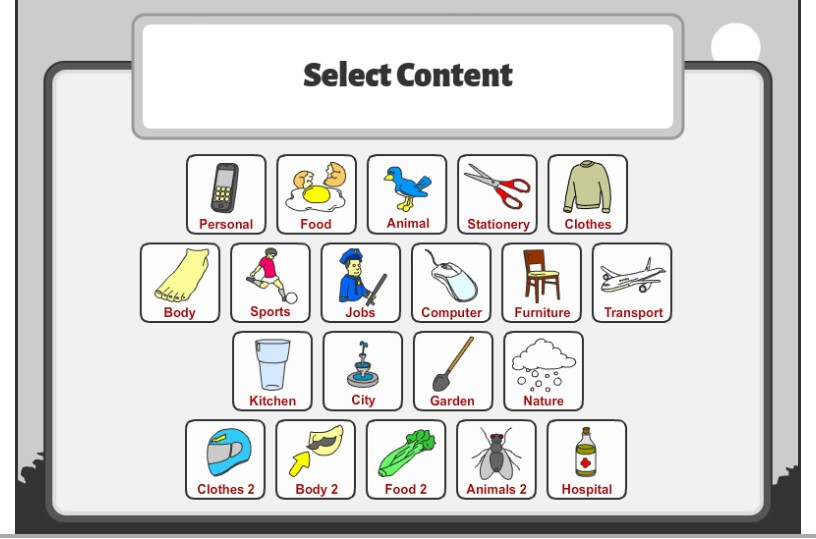 Select Content
Personal Food Animal Stationery Clothes
Body Sports Jobs Computer Furniture Transport
Kitchen City Garden Nature
Clothes 2 Body 2 Food 2 Animals 2 Hospital